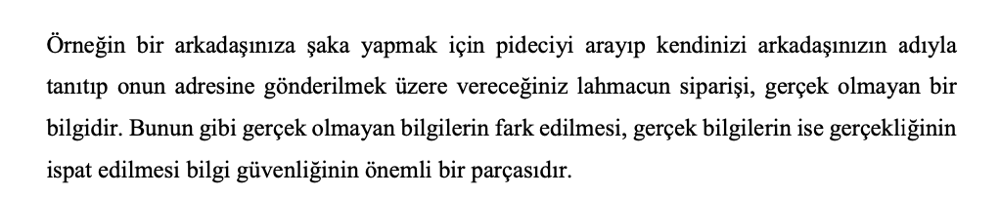 Örneğin bir arkadaşınıza şaka yapmak için pideciyi arayıp kendinizi arkadaşınızın adıyla
tanıtıp onun adresine gönderilmek üzere vereceğiniz lahmacun siparişi, gerçek olmayan bir
bilgidir. Bunun gibi gerçek olmayan bilgilerin fark edilmesi, gerçek bilgilerin ise gerçekliğinin
ispat edilmesi bilgi güvenliğinin önemli bir parçasıdır.